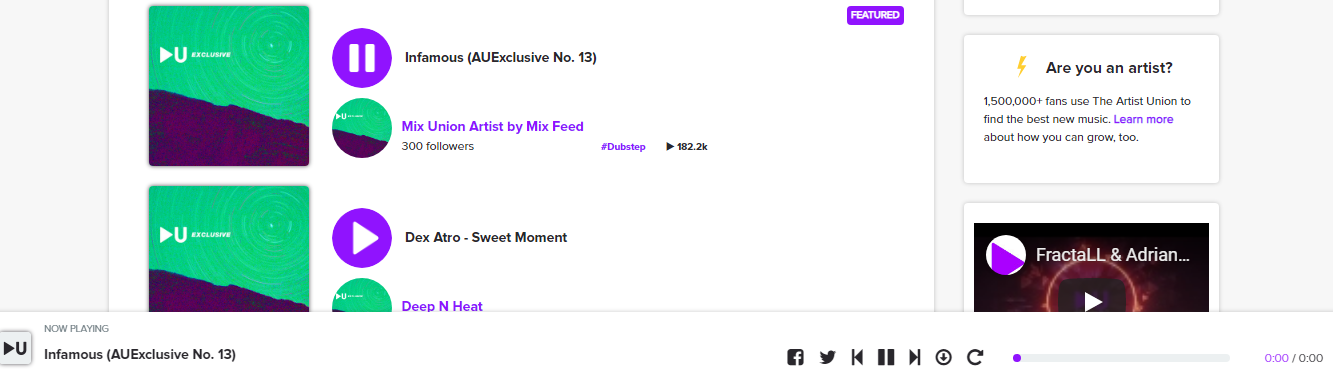 FEATURED
U EXCLUSIVE
Infamous (AUExclusive No. 13)
Mix Union Artist by Mix Feed
300 followers
#Dubstep
182.2k
U EXCLUSIVE
Dex Atro - Sweet Moment
Deep N Heat
Are you an artist?
1,500,000+ fans use The Artist Union to
find the best new music. Learn more
about how you can grow, too.
FractaLL & Adrian...
NOW PLAYING
U
Infamous (AUExclusive No. 13)
0:00 / 0:00